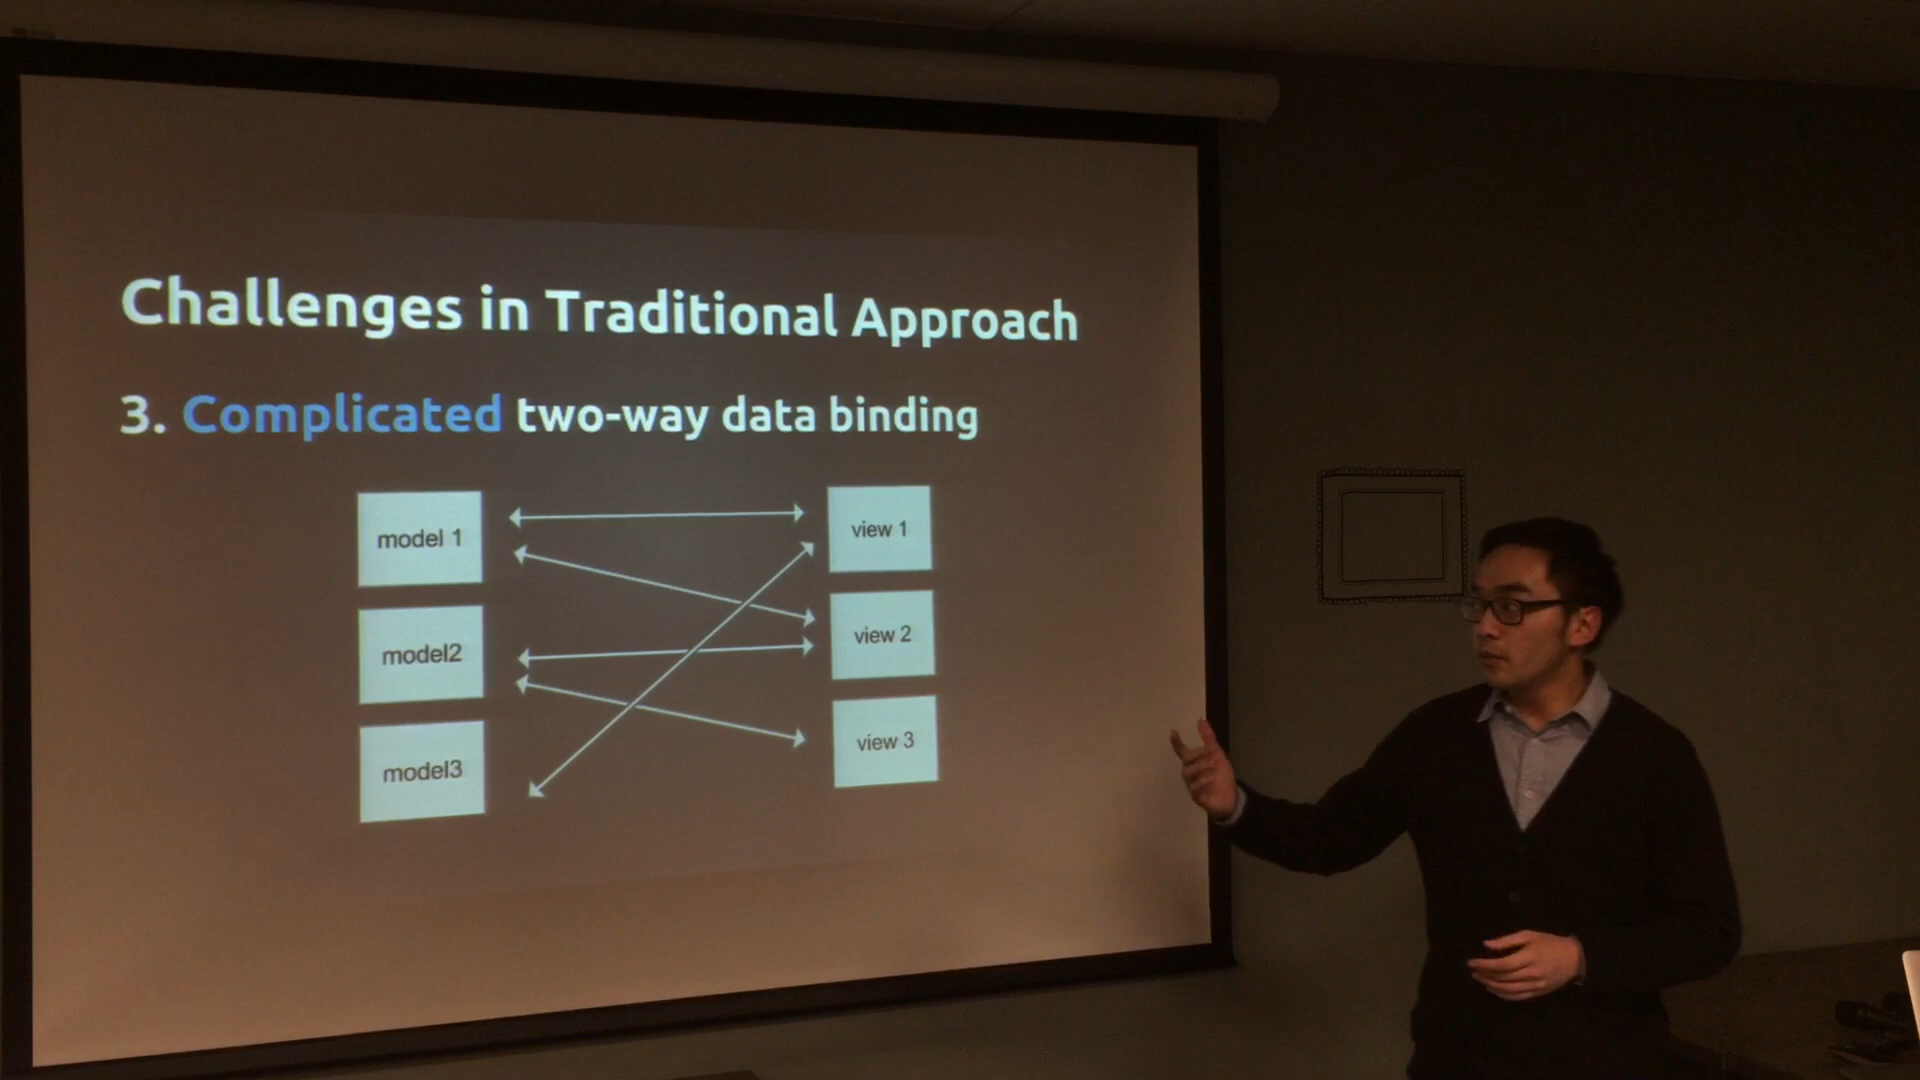 Challenges in Traditional Approach
3. Complicated two-way data binding
model 1
view 1
model2
view 2
model3
view 3